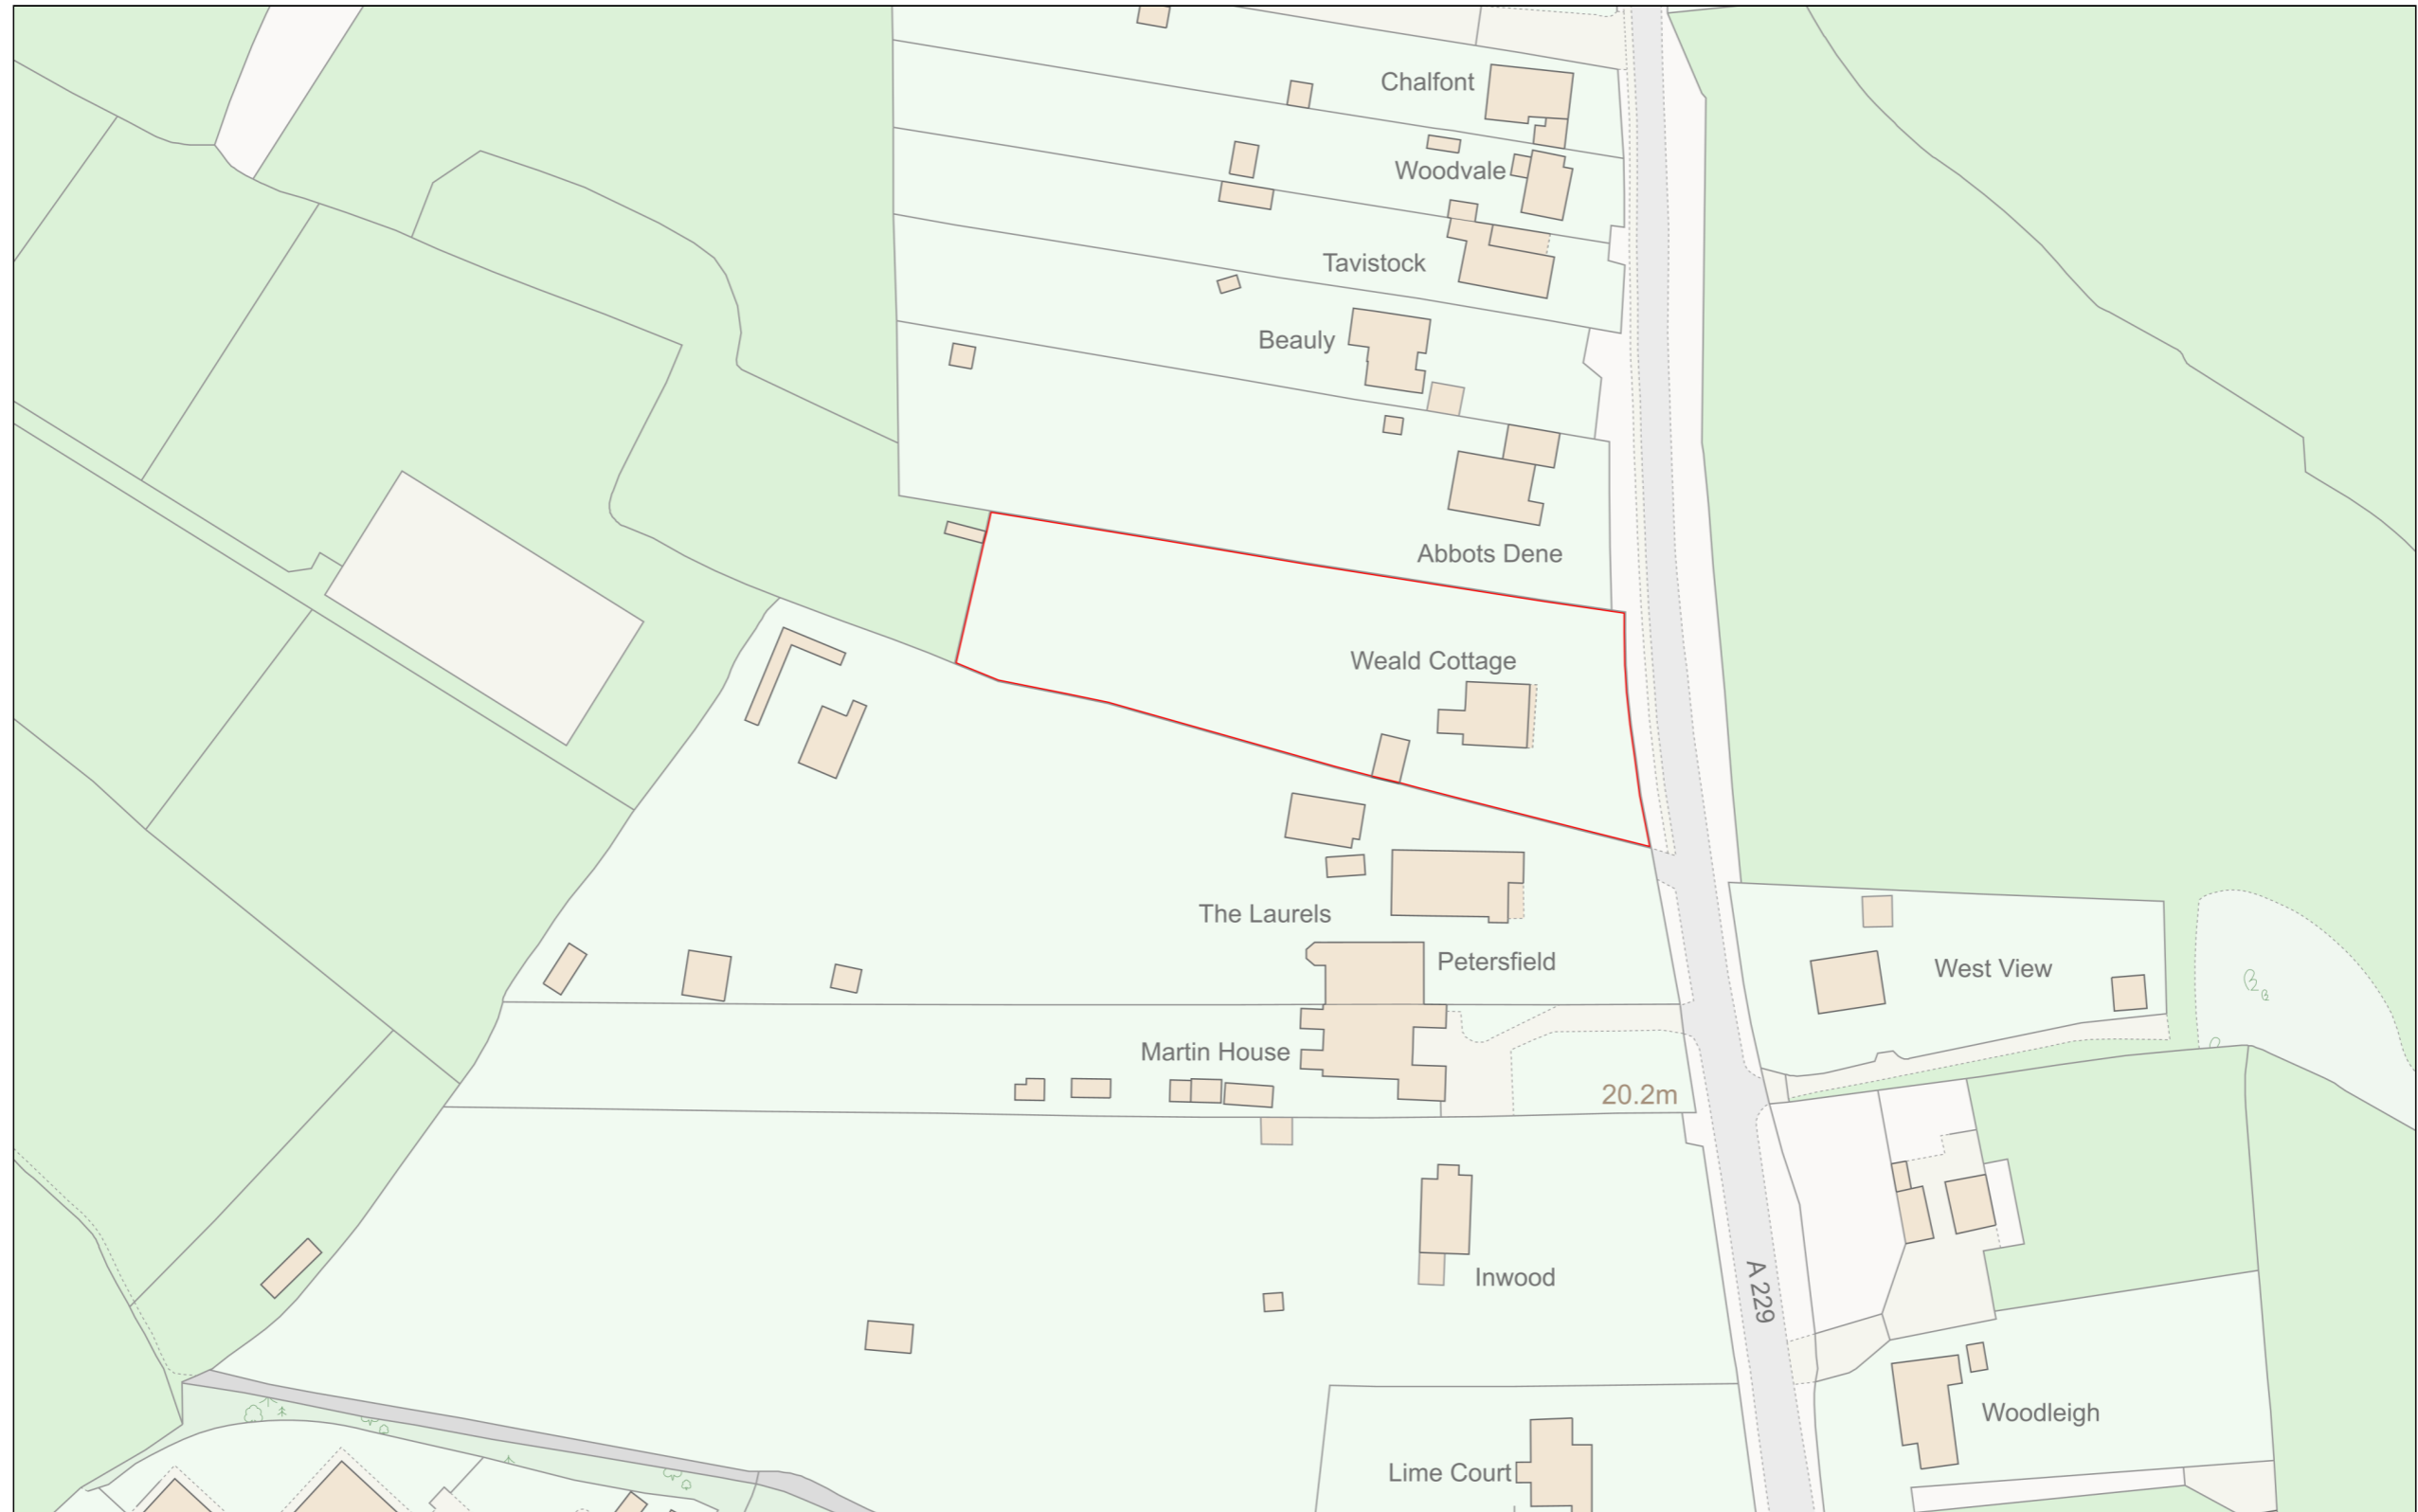 Chalfont
Woodvale
Tavistock
Beauly
Abbots Dene
Weald Cottage
The Laurels
Petersfield
West View
Martin House
20.2m
Inwood
A 229
Woodleigh
Lime Court